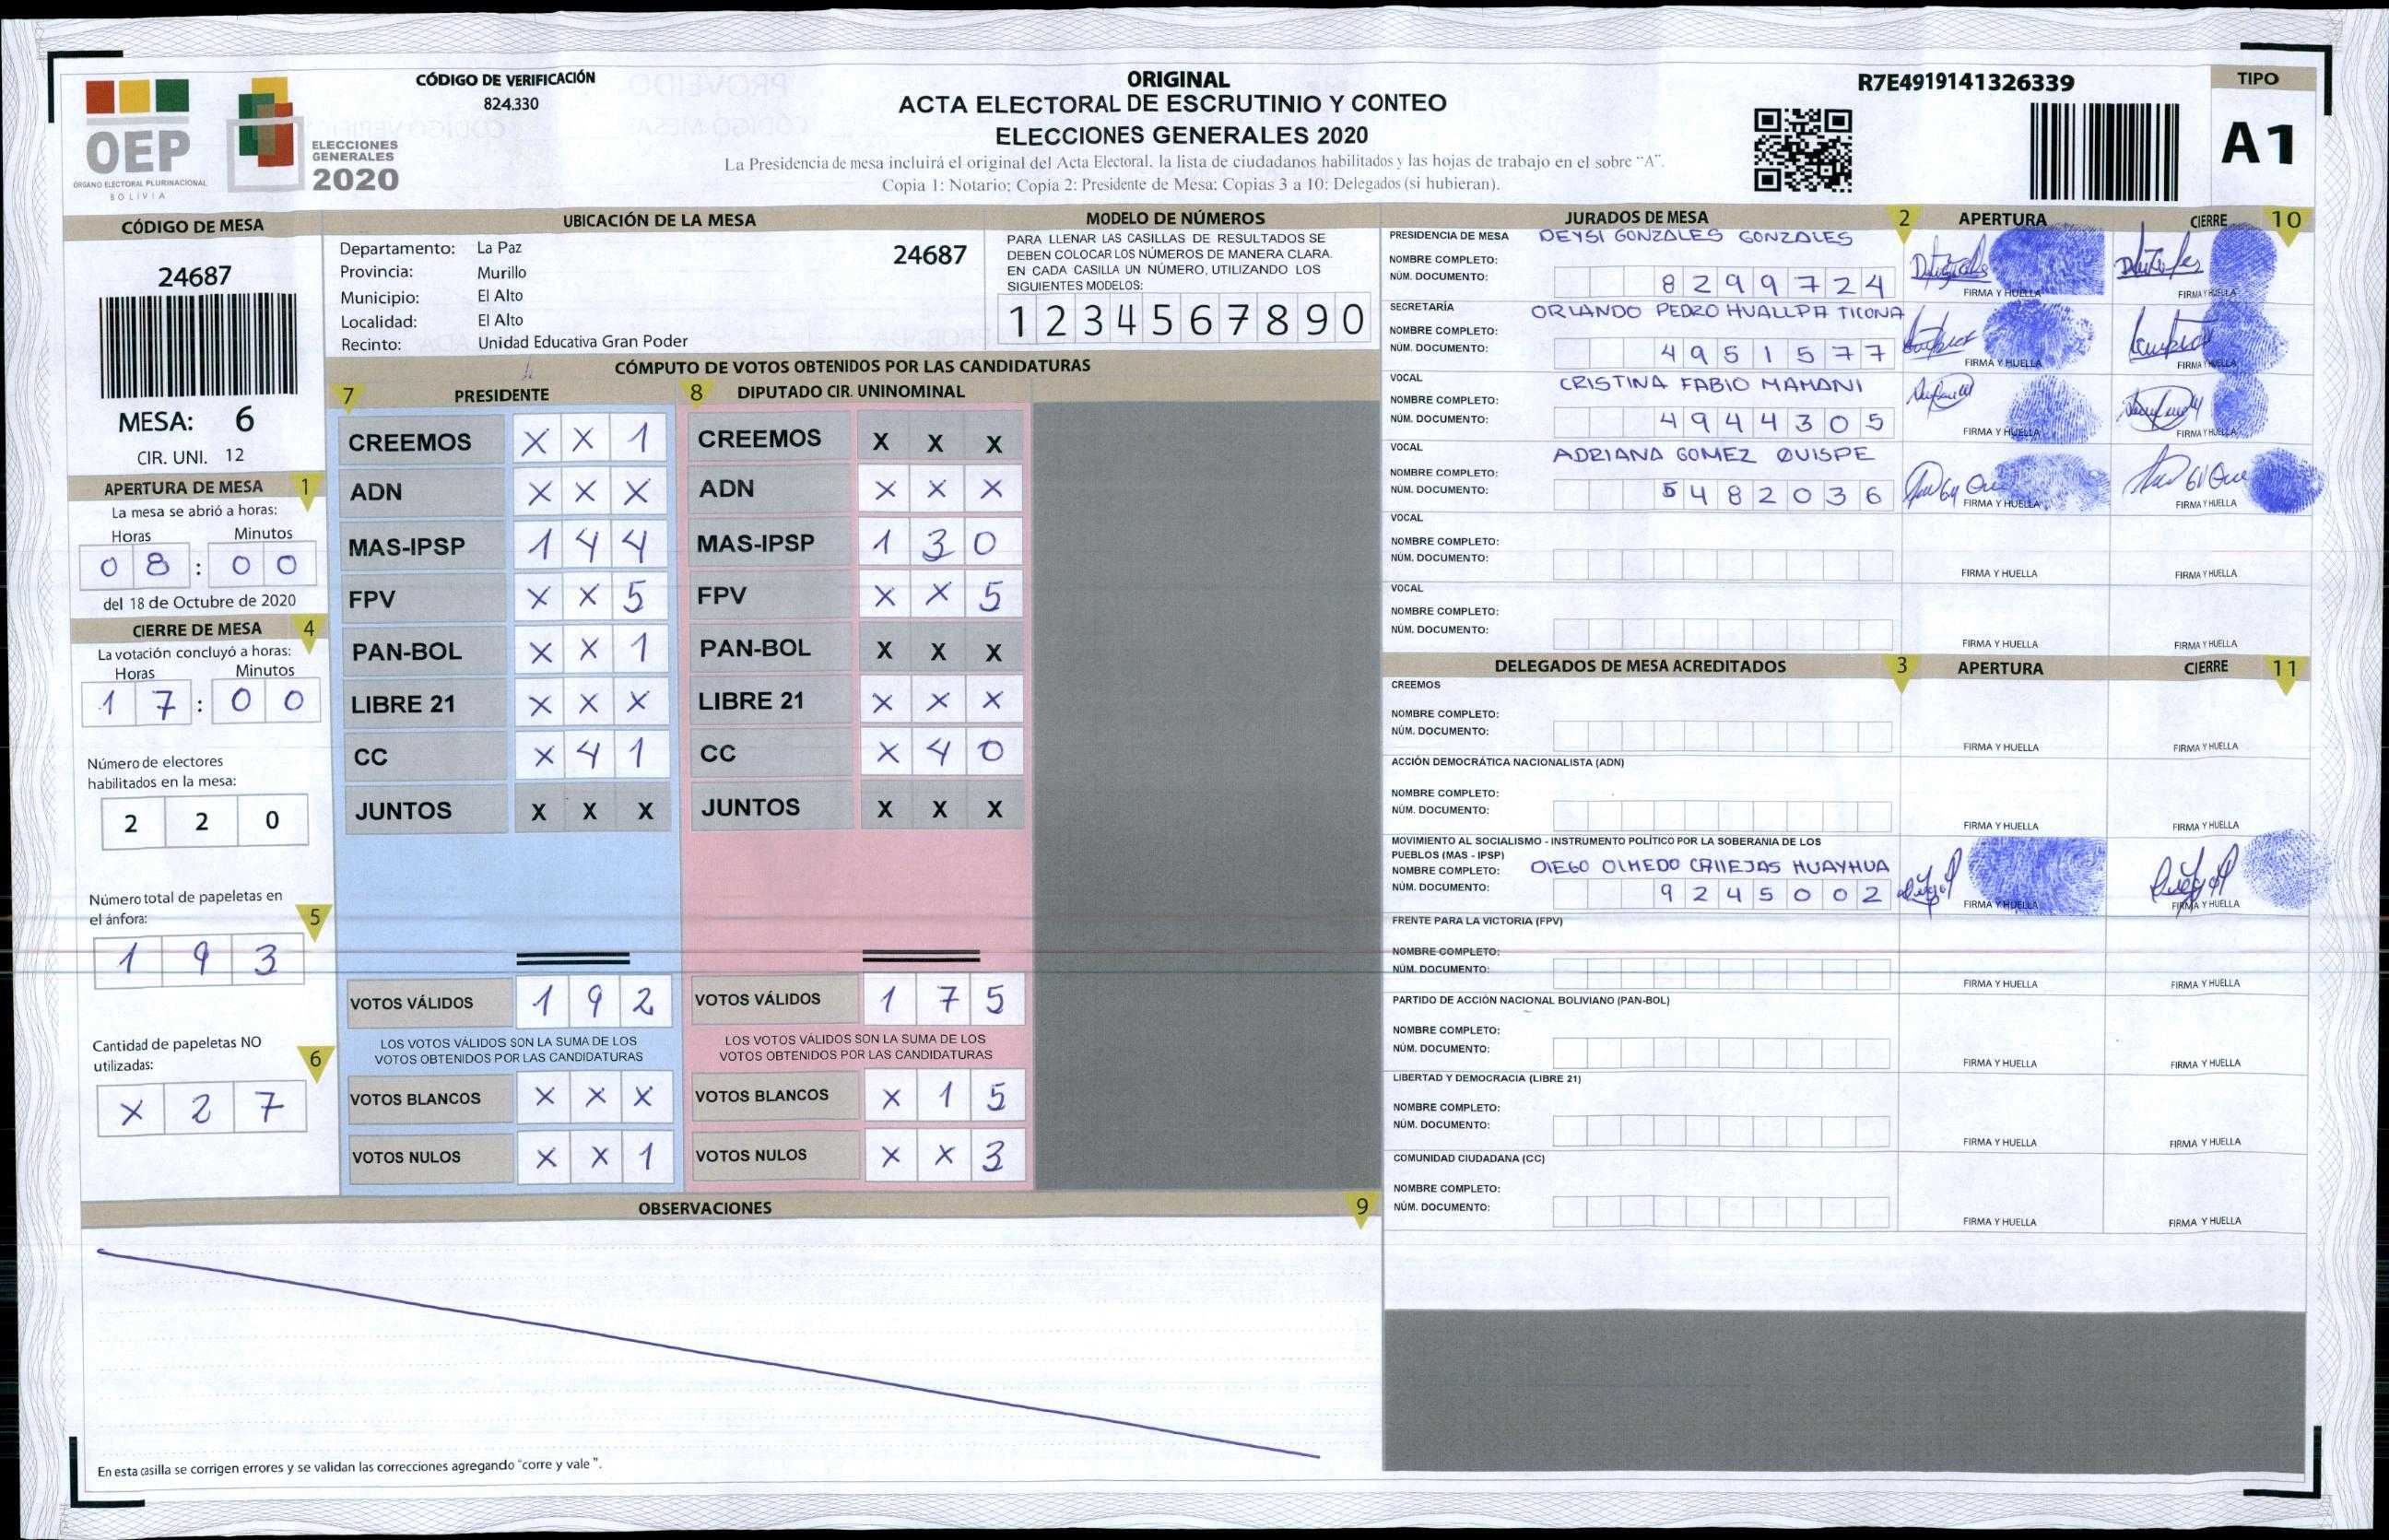 OEP
ÓRGANO ELECTORAL PLURINACIONAL
BOLIVIA
ELECCIONES
GENERALES
2020
CÓDIGO DE VERIFICACIÓN
824.330
ORIGINAL
ACTA ELECTORAL DE ESCRUTINIO Y CONTEO
ELECCIONES GENERALES 2020
La Presidencia de mesa incluirá el original del Acta Electoral, la lista de ciudadanos habilitados y las hojas de trabajo en el sobre “A”.
Copia 1: Notario; Copia 2: Presidente de Mesa; Copias 3 a 10: Delegados (si hubieran).
R7E4919141326339
TIPO
A1
CÓDIGO DE MESA
24687
MESA: 6
CIR. UNI. 12
APERTURA DE MESA 1
La mesa se abrió a horas:
Horas Minutos
0 8 : 0 0
del 18 de Octubre de 2020
CIERRE DE MESA 4
La votación concluyó a horas:
Horas Minutos
1 7 : 0 0
Número de electores
habilitados en la mesa:
2 2 0
Número total de papeletas en
el ánfora: 5
1 9 3
Cantidad de papeletas NO
utilizadas: 6
X 2 7
UBICACIÓN DE LA MESA
Departamento: La Paz 24687
Provincia: Murillo
Municipio: El Alto
Localidad: El Alto
Recinto: Unidad Educativa Gran Poder
MODELO DE NÚMEROS
PARA LLENAR LAS CASILLAS DE RESULTADOS SE
DEBEN COLOCAR LOS NÚMEROS DE MANERA CLARA.
EN CADA CASILLA UN NÚMERO, UTILIZANDO LOS
SIGUIENTES MODELOS:
1 2 3 4 5 6 7 8 9 0
CÓMPUTO DE VOTOS OBTENIDOS POR LAS CANDIDATURAS
7 PRESIDENTE
CREEMOS X X 1
ADN X X X
MAS-IPSP 1 4 4
FPV X X 5
PAN-BOL X X 1
LIBRE 21 X X X
CC X 4 1
JUNTOS X X X
VOTOS VÁLIDOS 1 9 2
LOS VOTOS VÁLIDOS SON LA SUMA DE LOS
VOTOS OBTENIDOS POR LAS CANDIDATURAS
VOTOS BLANCOS X X X
VOTOS NULOS X X 1
8 DIPUTADO CIR. UNINOMINAL
CREEMOS X X X
ADN X X X
MAS-IPSP 1 3 0
FPV X X 5
PAN-BOL X X X
LIBRE 21 X X X
CC X 4 0
JUNTOS X X X
VOTOS VÁLIDOS 1 7 5
LOS VOTOS VÁLIDOS SON LA SUMA DE LOS
VOTOS OBTENIDOS POR LAS CANDIDATURAS
VOTOS BLANCOS X 1 5
VOTOS NULOS X X 3
OBSERVACIONES 9
En esta casilla se corrigen errores y se validan las correcciones agregando “corre y vale”.
JURADOS DE MESA 2 APERTURA CIERRE 10
PRESIDENCIA DE MESA DEYSI GONZALES GONZALES
NOMBRE COMPLETO:
NÚM. DOCUMENTO: 8 2 9 9 7 2 4
FIRMA Y HUELLA FIRMA Y HUELLA
SECRETARÍA ORLANDO PEDRO HUALLPA TICONA
NOMBRE COMPLETO:
NÚM. DOCUMENTO: 4 9 5 1 5 7 7
FIRMA Y HUELLA FIRMA Y HUELLA
VOCAL CRISTINA FABIO MAMANI
NOMBRE COMPLETO:
NÚM. DOCUMENTO: 4 9 4 4 3 0 5
FIRMA Y HUELLA FIRMA Y HUELLA
VOCAL ADRIANA GOMEZ QUISPE
NOMBRE COMPLETO:
NÚM. DOCUMENTO: 5 4 8 2 0 3 6
FIRMA Y HUELLA FIRMA Y HUELLA
VOCAL
NOMBRE COMPLETO:
NÚM. DOCUMENTO:
FIRMA Y HUELLA FIRMA Y HUELLA
VOCAL
NOMBRE COMPLETO:
NÚM. DOCUMENTO:
FIRMA Y HUELLA FIRMA Y HUELLA
DELEGADOS DE MESA ACREDITADOS 3 APERTURA CIERRE 11
CREEMOS
NOMBRE COMPLETO:
NÚM. DOCUMENTO:
FIRMA Y HUELLA FIRMA Y HUELLA
ACCIÓN DEMOCRÁTICA NACIONALISTA (ADN)
NOMBRE COMPLETO:
NÚM. DOCUMENTO:
FIRMA Y HUELLA FIRMA Y HUELLA
MOVIMIENTO AL SOCIALISMO - INSTRUMENTO POLÍTICO POR LA SOBERANIA DE LOS
PUEBLOS (MAS - IPSP)
NOMBRE COMPLETO: DIEGO OLMEDO CALLEJAS HUAYHUA
NÚM. DOCUMENTO: 9 2 4 5 0 0 2
FIRMA Y HUELLA FIRMA Y HUELLA
FRENTE PARA LA VICTORIA (FPV)
NOMBRE COMPLETO:
NÚM. DOCUMENTO:
FIRMA Y HUELLA FIRMA Y HUELLA
PARTIDO DE ACCIÓN NACIONAL BOLIVIANO (PAN-BOL)
NOMBRE COMPLETO:
NÚM. DOCUMENTO:
FIRMA Y HUELLA FIRMA Y HUELLA
LIBERTAD Y DEMOCRACIA (LIBRE 21)
NOMBRE COMPLETO:
NÚM. DOCUMENTO:
FIRMA Y HUELLA FIRMA Y HUELLA
COMUNIDAD CIUDADANA (CC)
NOMBRE COMPLETO:
NÚM. DOCUMENTO:
FIRMA Y HUELLA FIRMA Y HUELLA